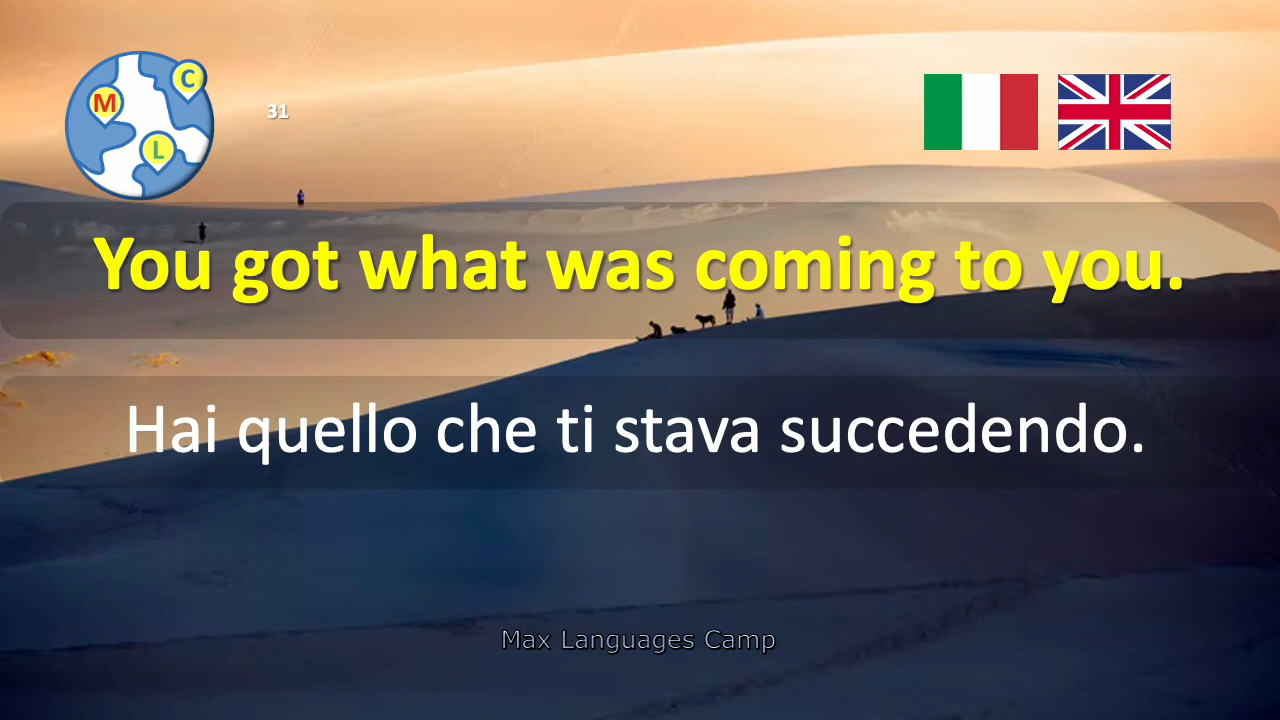 C
M
L
31
You got what was coming to you.
Hai quello che ti stava succedendo.
Max Languages Camp